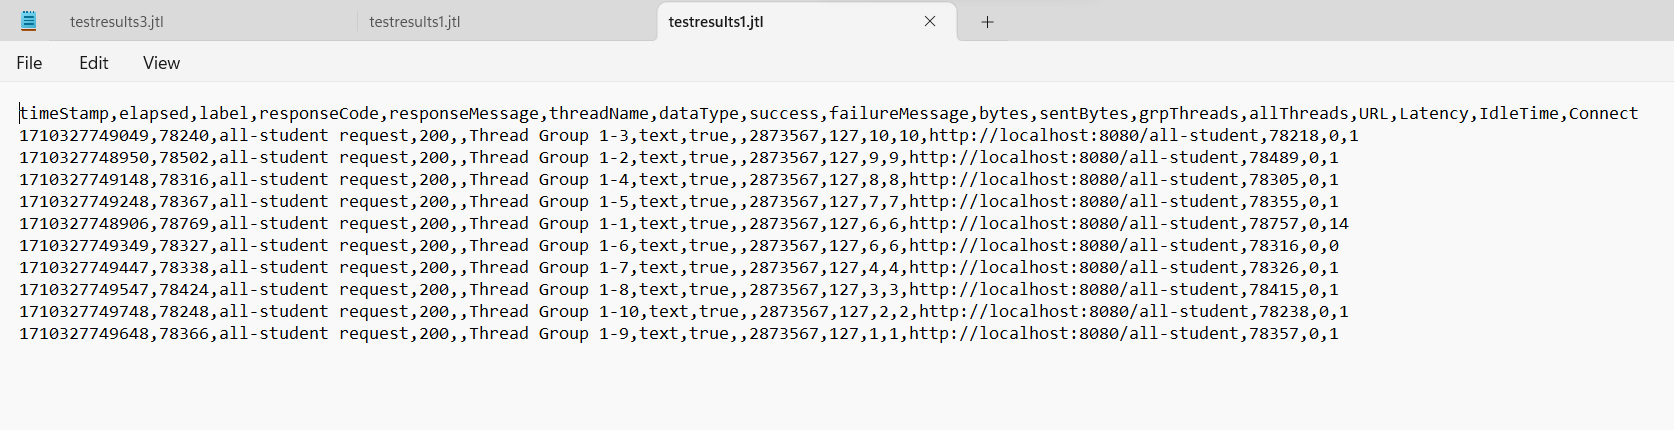 testresults3.jtl testresults1.jtl testresults1.jtl
File Edit View
timeStamp,elapsed,label,responseCode,responseMessage,threadName,dataType,success,failureMessage,bytes,sentBytes,grpThreads,allThreads,URL,Latency,IdleTime,Connect
1710327749049,78240,all-student request,200,,Thread Group 1-3,text,true,,2873567,127,10,10,http://localhost:8080/all-student,78218,0,1
1710327748950,78502,all-student request,200,,Thread Group 1-2,text,true,,2873567,127,9,9,http://localhost:8080/all-student,78489,0,1
1710327749148,78316,all-student request,200,,Thread Group 1-4,text,true,,2873567,127,8,8,http://localhost:8080/all-student,78305,0,1
1710327749248,78367,all-student request,200,,Thread Group 1-5,text,true,,2873567,127,7,7,http://localhost:8080/all-student,78355,0,1
1710327748906,78769,all-student request,200,,Thread Group 1-1,text,true,,2873567,127,6,6,http://localhost:8080/all-student,78757,0,14
1710327749349,78327,all-student request,200,,Thread Group 1-6,text,true,,2873567,127,6,6,http://localhost:8080/all-student,78316,0,0
1710327749447,78338,all-student request,200,,Thread Group 1-7,text,true,,2873567,127,4,4,http://localhost:8080/all-student,78326,0,1
1710327749547,78424,all-student request,200,,Thread Group 1-8,text,true,,2873567,127,3,3,http://localhost:8080/all-student,78415,0,1
1710327749748,78248,all-student request,200,,Thread Group 1-10,text,true,,2873567,127,2,2,http://localhost:8080/all-student,78238,0,1
1710327749648,78366,all-student request,200,,Thread Group 1-9,text,true,,2873567,127,1,1,http://localhost:8080/all-student,78357,0,1